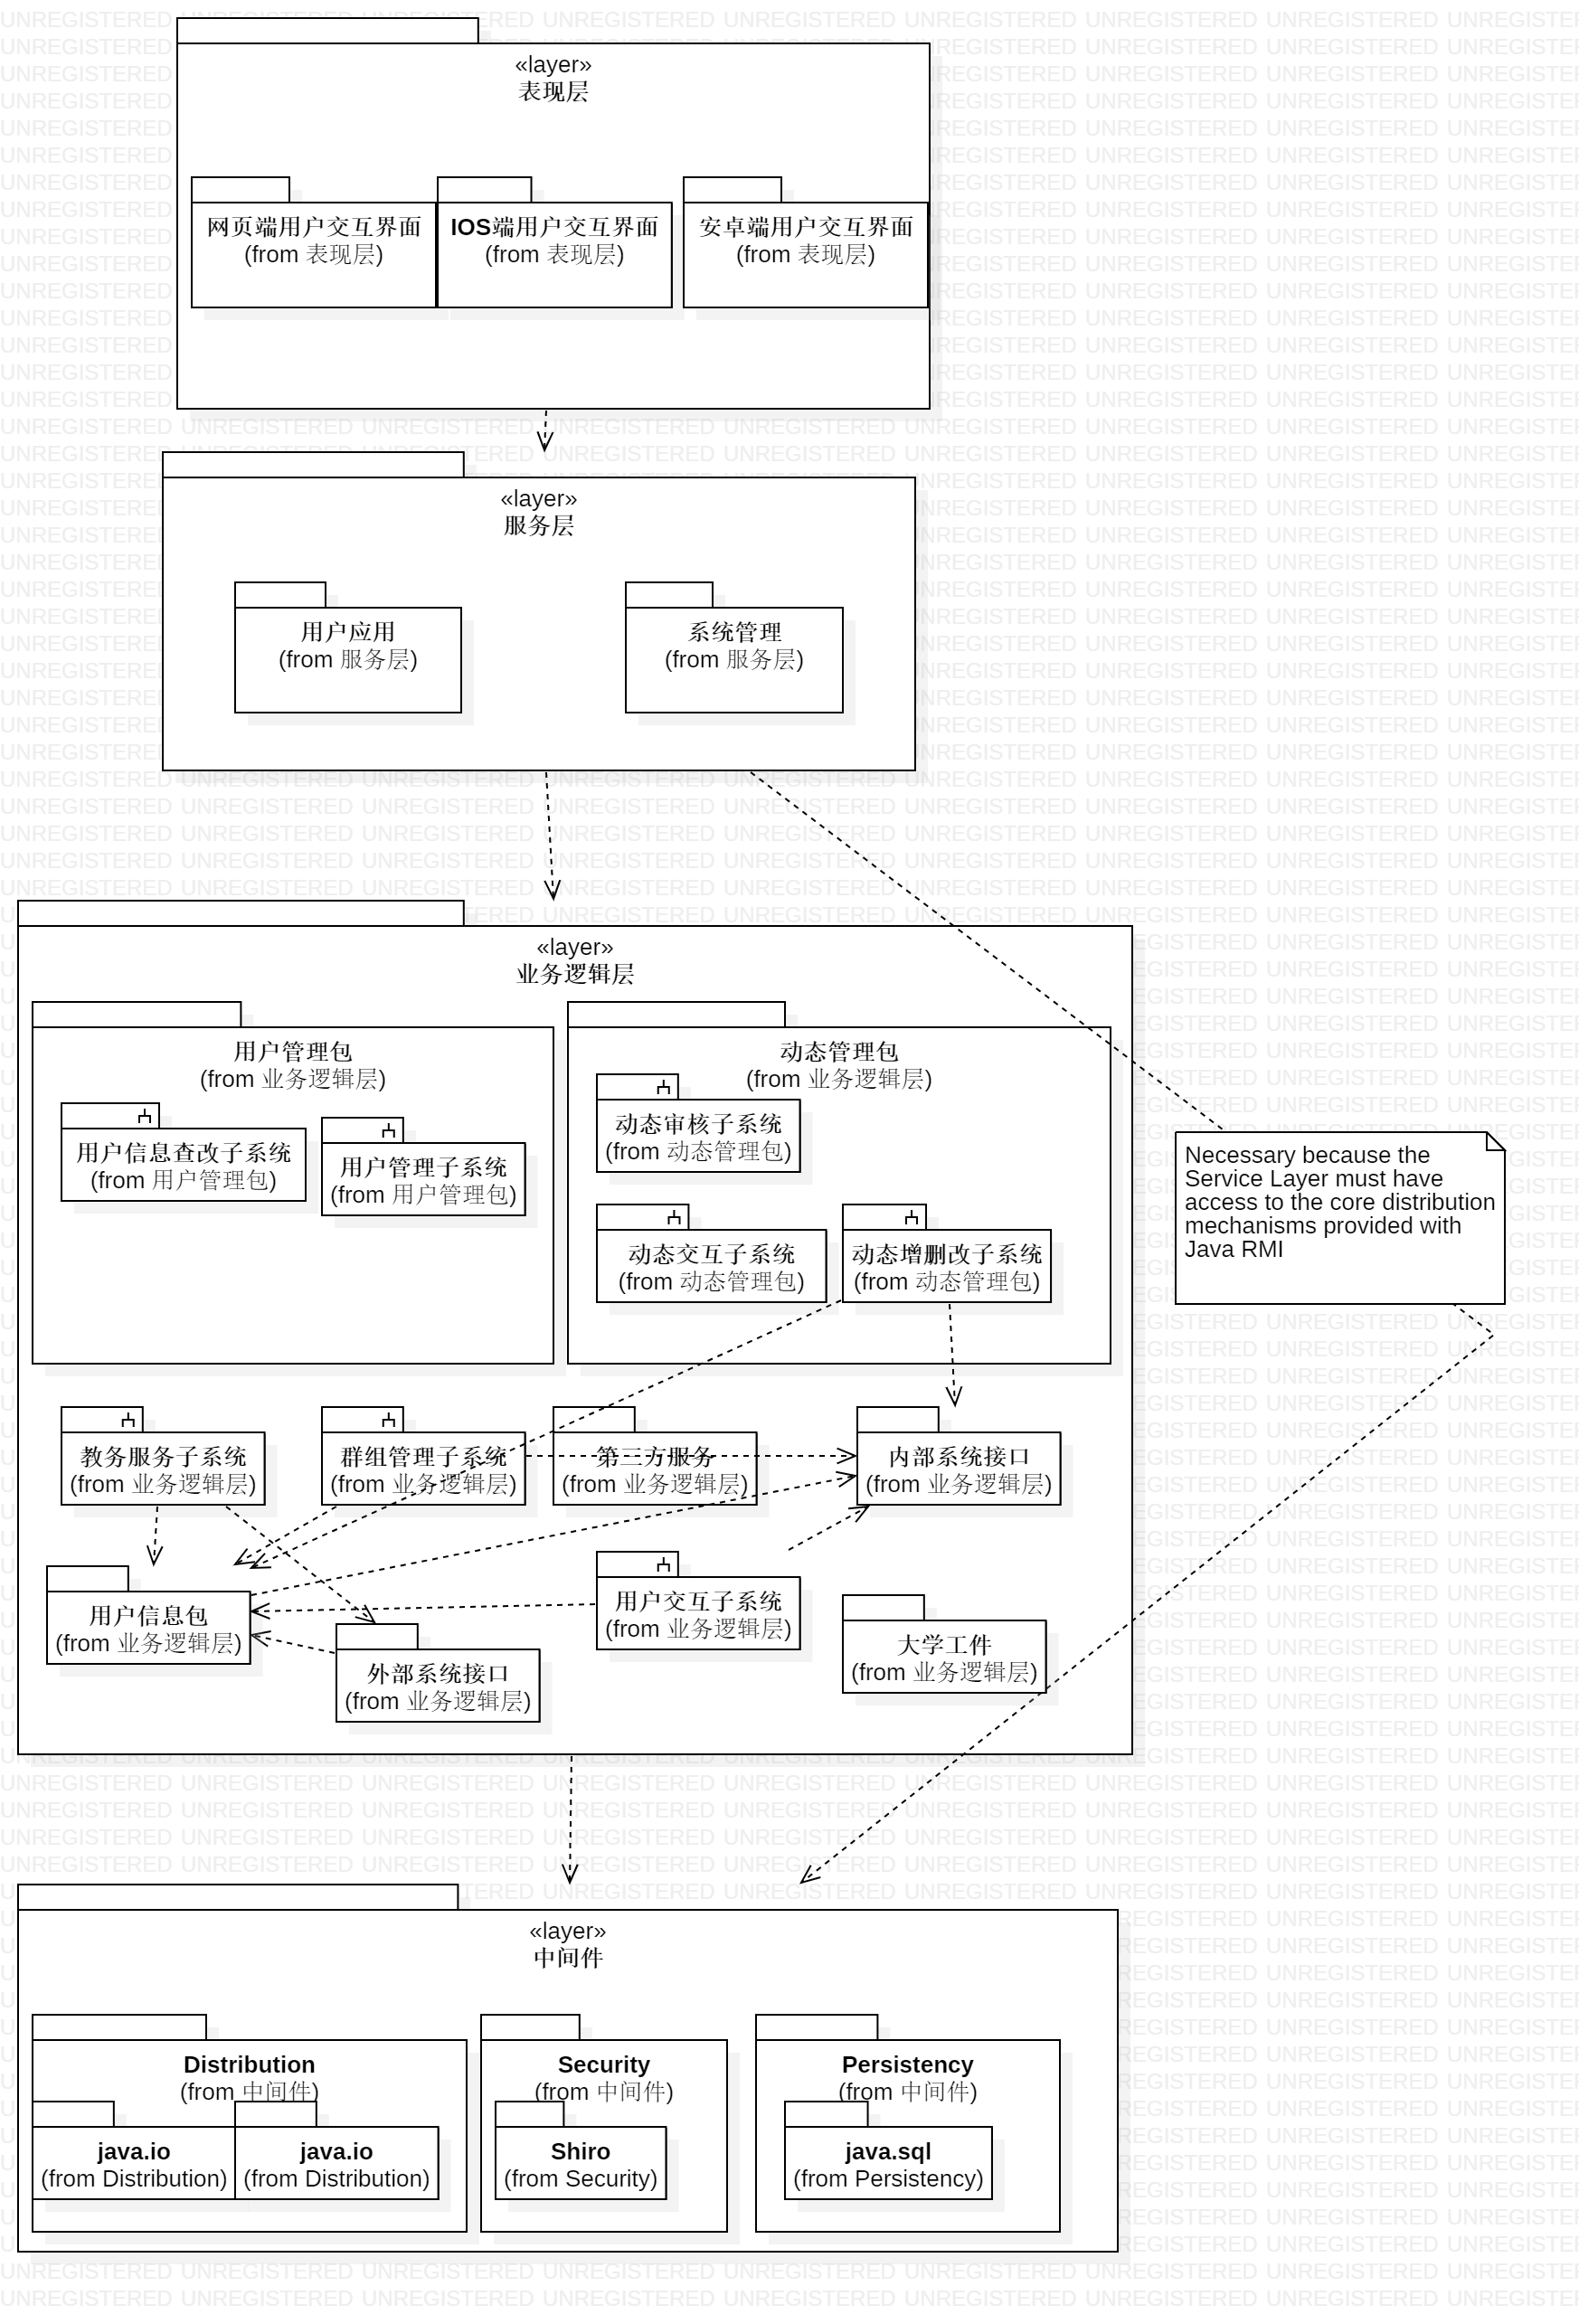 «layer»
表现层
网页端用户交互界面
(from 表现层)
IOS端用户交互界面
(from 表现层)
安卓端用户交互界面
(from 表现层)
«layer»
服务层
用户应用
(from 服务层)
系统管理
(from 服务层)
«layer»
业务逻辑层
用户管理包
(from 业务逻辑层)
动态管理包
(from 业务逻辑层)
用户信息查改子系统
(from 用户管理包)
用户管理子系统
(from 用户管理包)
动态审核子系统
(from 动态管理包)
动态交互子系统
(from 动态管理包)
动态增删改子系统
(from 动态管理包)
Necessary because the
Service Layer must have
access to the core distribution
mechanisms provided with
Java RMI
教务服务子系统
(from 业务逻辑层)
群组管理子系统
(from 业务逻辑层)
第三方服务
(from 业务逻辑层)
内部系统接口
(from 业务逻辑层)
用户信息包
(from 业务逻辑层)
外部系统接口
(from 业务逻辑层)
用户交互子系统
(from 业务逻辑层)
大学工件
(from 业务逻辑层)
«layer»
中间件
Distribution
(from 中间件)
java.io
(from Distribution)
java.io
(from Distribution)
Security
(from 中间件)
Shiro
(from Security)
Persistency
(from 中间件)
java.sql
(from Persistency)
UNREGISTERED